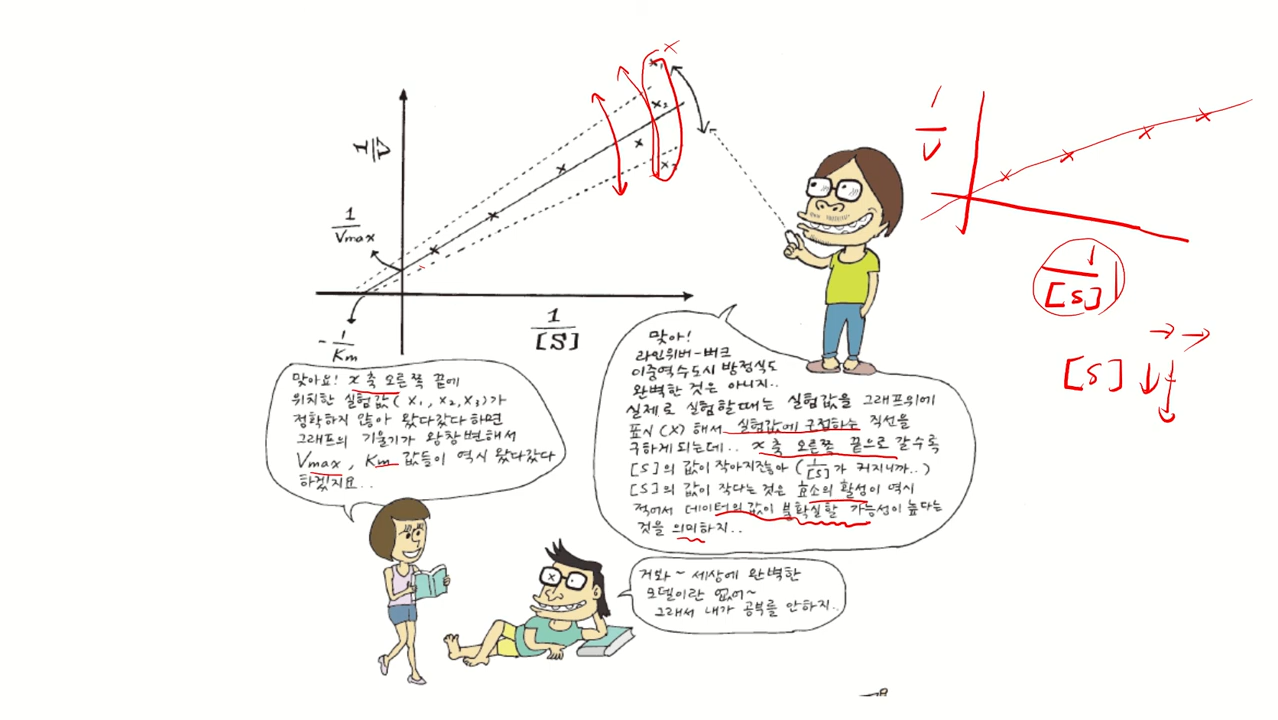 1/V
1/Vmax
-1/Km
1/[S]
x
x₁
x₂
x₃
맞아!
라인위버-버크
이중역수도시 방정식도
완벽한 것은 아니지..
실제로 실험할때는 실험값을 그래프위에
표시(x)해서 실험값에 근접하는 직선을
구하게 되는데.. x축 오른쪽 끝으로 갈수록
[S]의 값이 작아지잖아 (1/[S]가 커지니까..)
[S]의 값이 작다는 것은 효소의 활성이 역시
적어서 데이터의 값이 불확실할 가능성이 높다는
것을 의미하지..
맞아요! x축 오른쪽 끝에
위치한 실험값(x₁, x₂, x₃)가
정확하지 않아 왔다갔다 하면
그래프의 기울기가 왕창변해서
Vmax, Km 값들이 역시 왔다갔다
하겠지요..
거봐~ 세상에 완벽한
모델이란 없어~
그래서 내가 공부를 안하지..
1/V
1/[S]
[S]↓